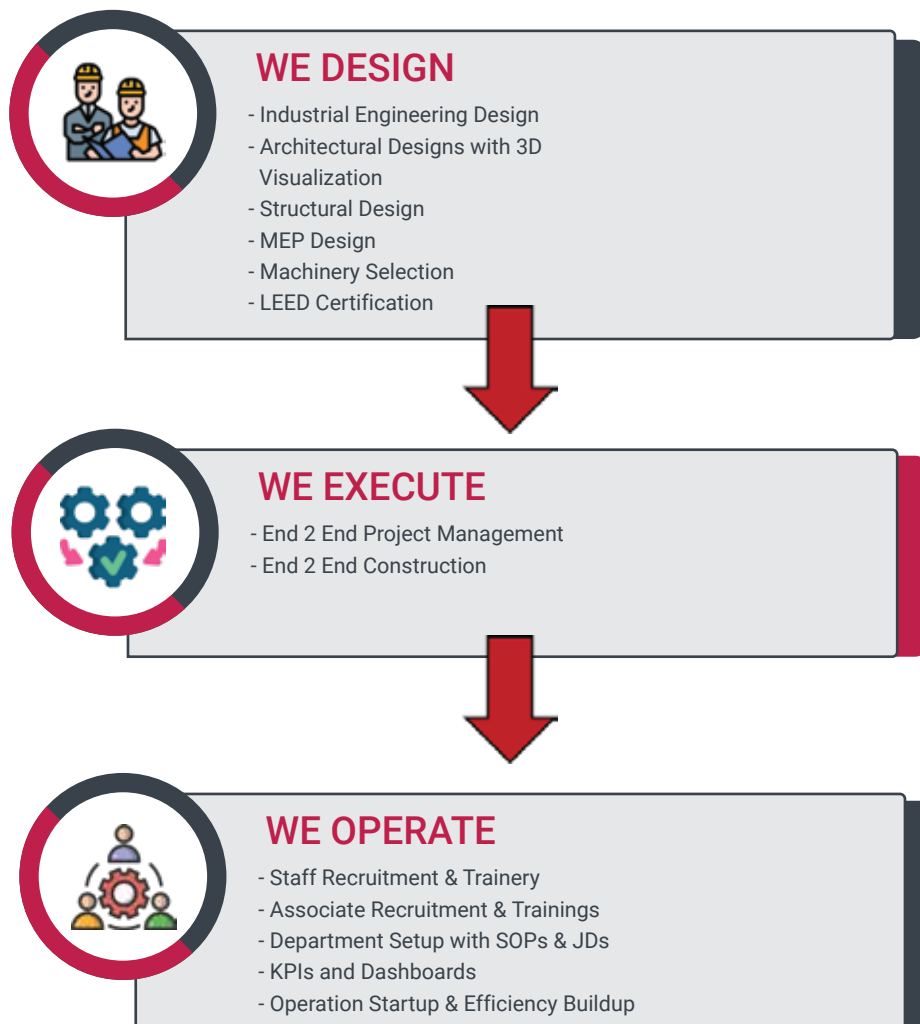 WE DESIGN
- Industrial Engineering Design
- Architectural Designs with 3D
Visualization
- Structural Design
- MEP Design
- Machinery Selection
- LEED Certification
WE EXECUTE
- End 2 End Project Management
- End 2 End Construction
WE OPERATE
- Staff Recruitment & Trainery
- Associate Recruitment & Trainings
- Department Setup with SOPs & JDs
- KPIs and Dashboards
- Operation Startup & Efficiency Buildup